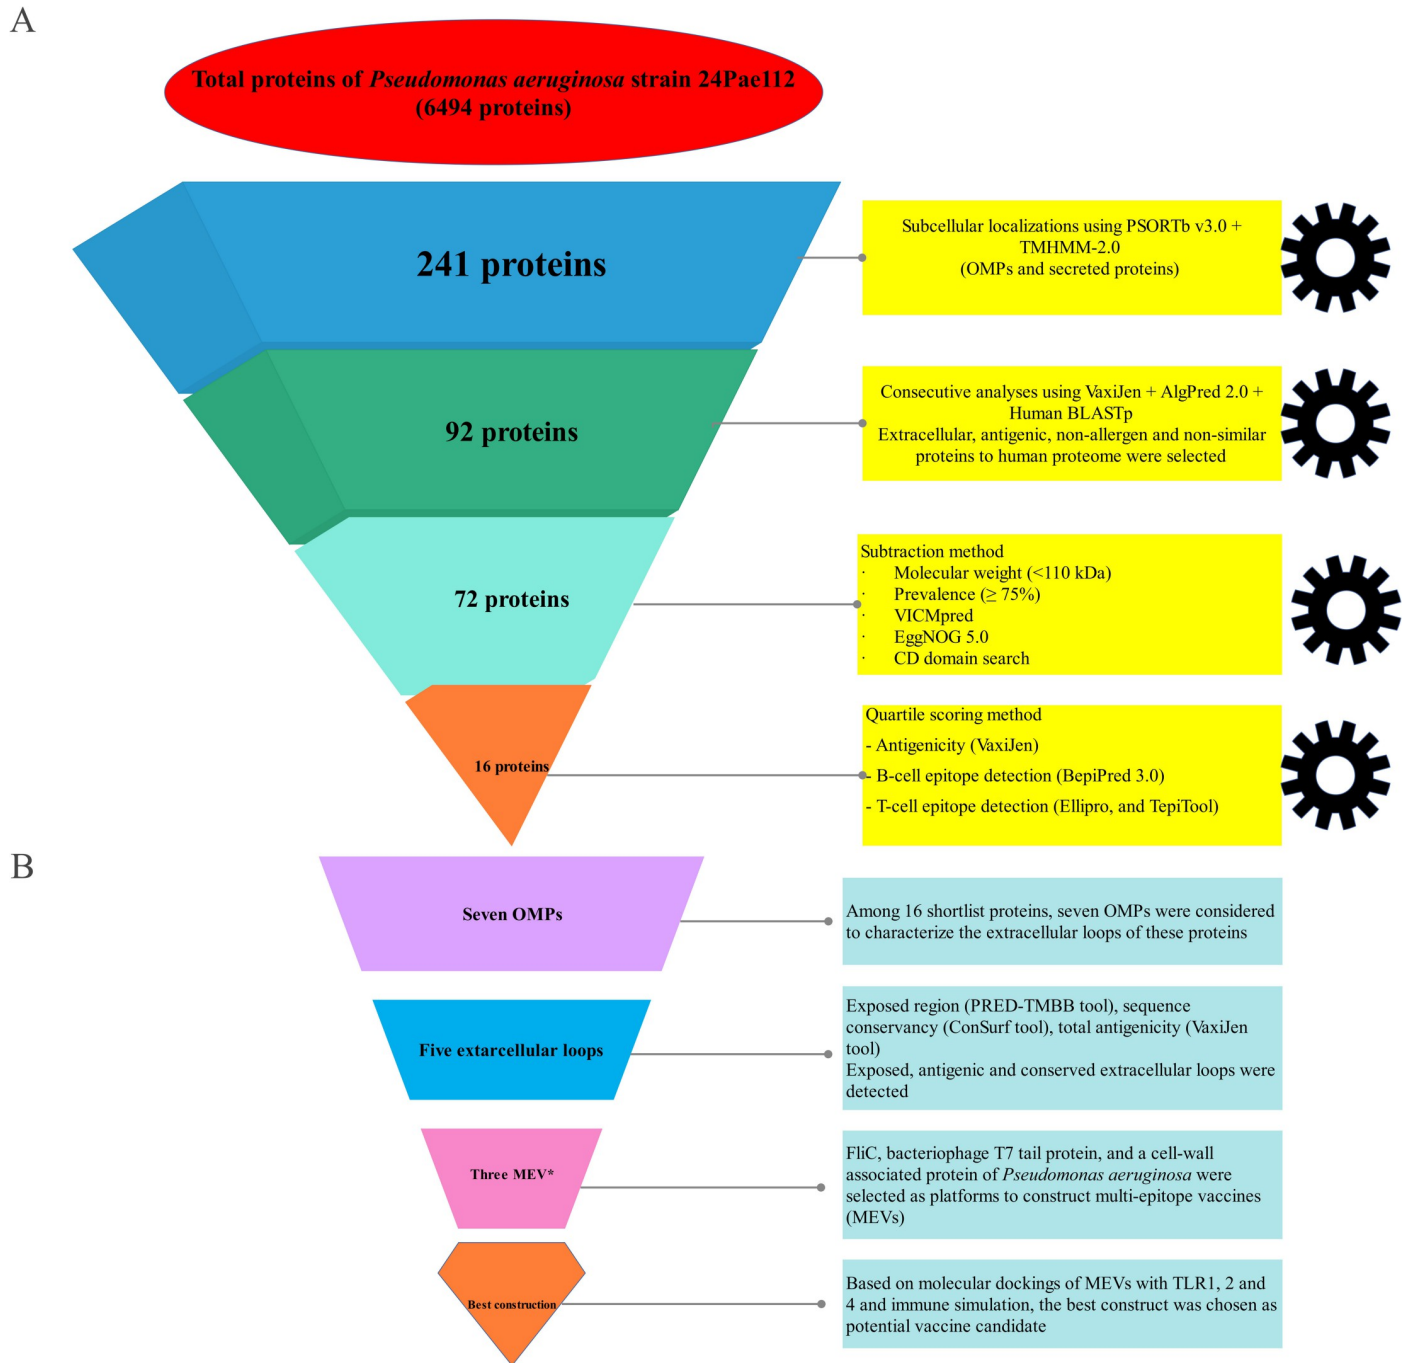 A
Total proteins of Pseudomonas aeruginosa strain 24Pae112
(6494 proteins)
241 proteins
Subcellular localizations using PSORTb v3.0 +
TMHMM-2.0
(OMPs and secreted proteins)
92 proteins
Consecutive analyses using VaxiJen + AlgPred 2.0 +
Human BLASTp
Extracellular, antigenic, non-allergen and non-similar
proteins to human proteome were selected
72 proteins
Subtraction method
· Molecular weight (<110 kDa)
· Prevalence (≥ 75%)
· VICMpred
· EggNOG 5.0
· CD domain search
16 proteins
Quartile scoring method
- Antigenicity (VaxiJen)
- B-cell epitope detection (BepiPred 3.0)
- T-cell epitope detection (Ellipro, and TepiTool)
B
Seven OMPs
Among 16 shortlist proteins, seven OMPs were considered
to characterize the extracellular loops of these proteins
Five extarcellular loops
Exposed region (PRED-TMBB tool), sequence
conservancy (ConSurf tool), total antigenicity (VaxiJen
tool)
Exposed, antigenic and conserved extracellular loops were
detected
Three MEV*
FliC, bacteriophage T7 tail protein, and a cell-wall
associated protein of Pseudomonas aeruginosa were
selected as platforms to construct multi-epitope vaccines
(MEVs)
Best construction
Based on molecular dockings of MEVs with TLR1, 2 and
4 and immune simulation, the best construct was chosen as
potential vaccine candidate